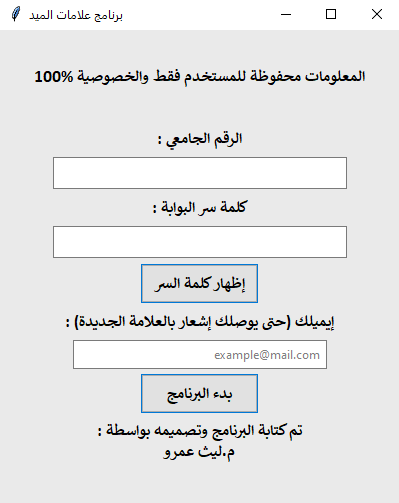 برنامج علامات الميد
المعلومات محفوظة للمستخدم فقط والخصوصية 100%
الرقم الجامعي :
كلمة سر البوابة :
إظهار كلمة السر
إيميلك (حتى يوصلك إشعار بالعلامة الجديدة) :
example@mail.com
بدء البرنامج
تم كتابة البرنامج وتصميمه بواسطة :
م.ليث عمرو